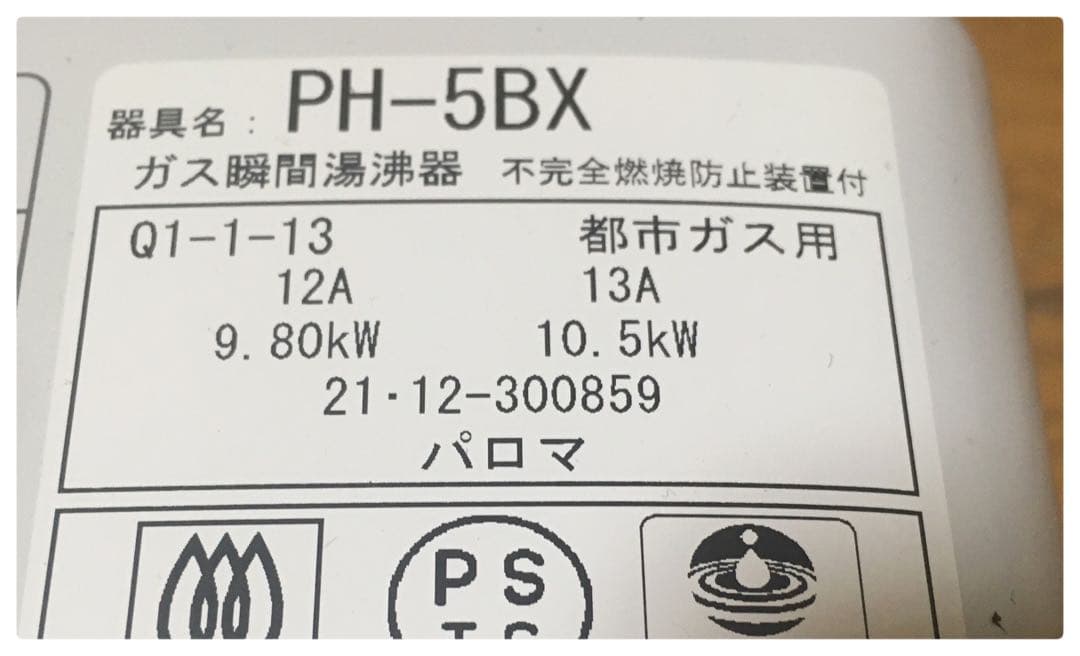 器具名： PH-5BX
ガス瞬間湯沸器 不完全燃焼防止装置付
Q1-1-13 都市ガス用
12A 13A
9.80kW 10.5kW
21・12-300859
パロマ
PS